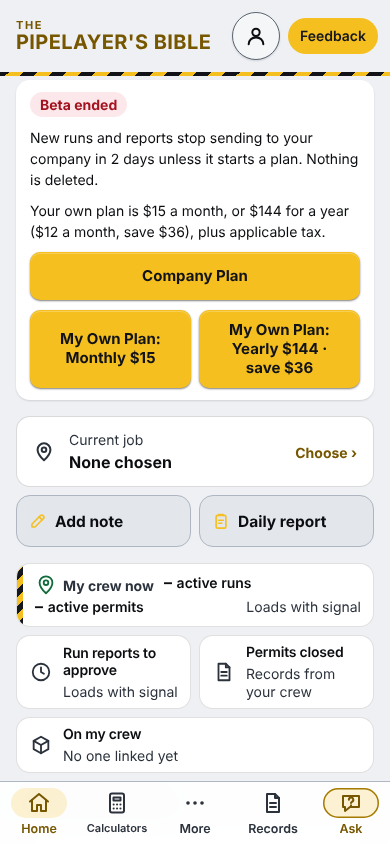 THE
PIPELAYER'S BIBLE
Feedback
Beta ended
New runs and reports stop sending to your
company in 2 days unless it starts a plan. Nothing
is deleted.
Your own plan is $15 a month, or $144 for a year
($12 a month, save $36), plus applicable tax.
Company Plan
My Own Plan:
Monthly $15
My Own Plan:
Yearly $144 ·
save $36
Current job
None chosen
Choose ›
Add note
Daily report
My crew now
– active runs
– active permits
Loads with signal
Run reports to
approve
Loads with signal
Permits closed
Records from
your crew
On my crew
No one linked yet
Home
Calculators
More
Records
Ask